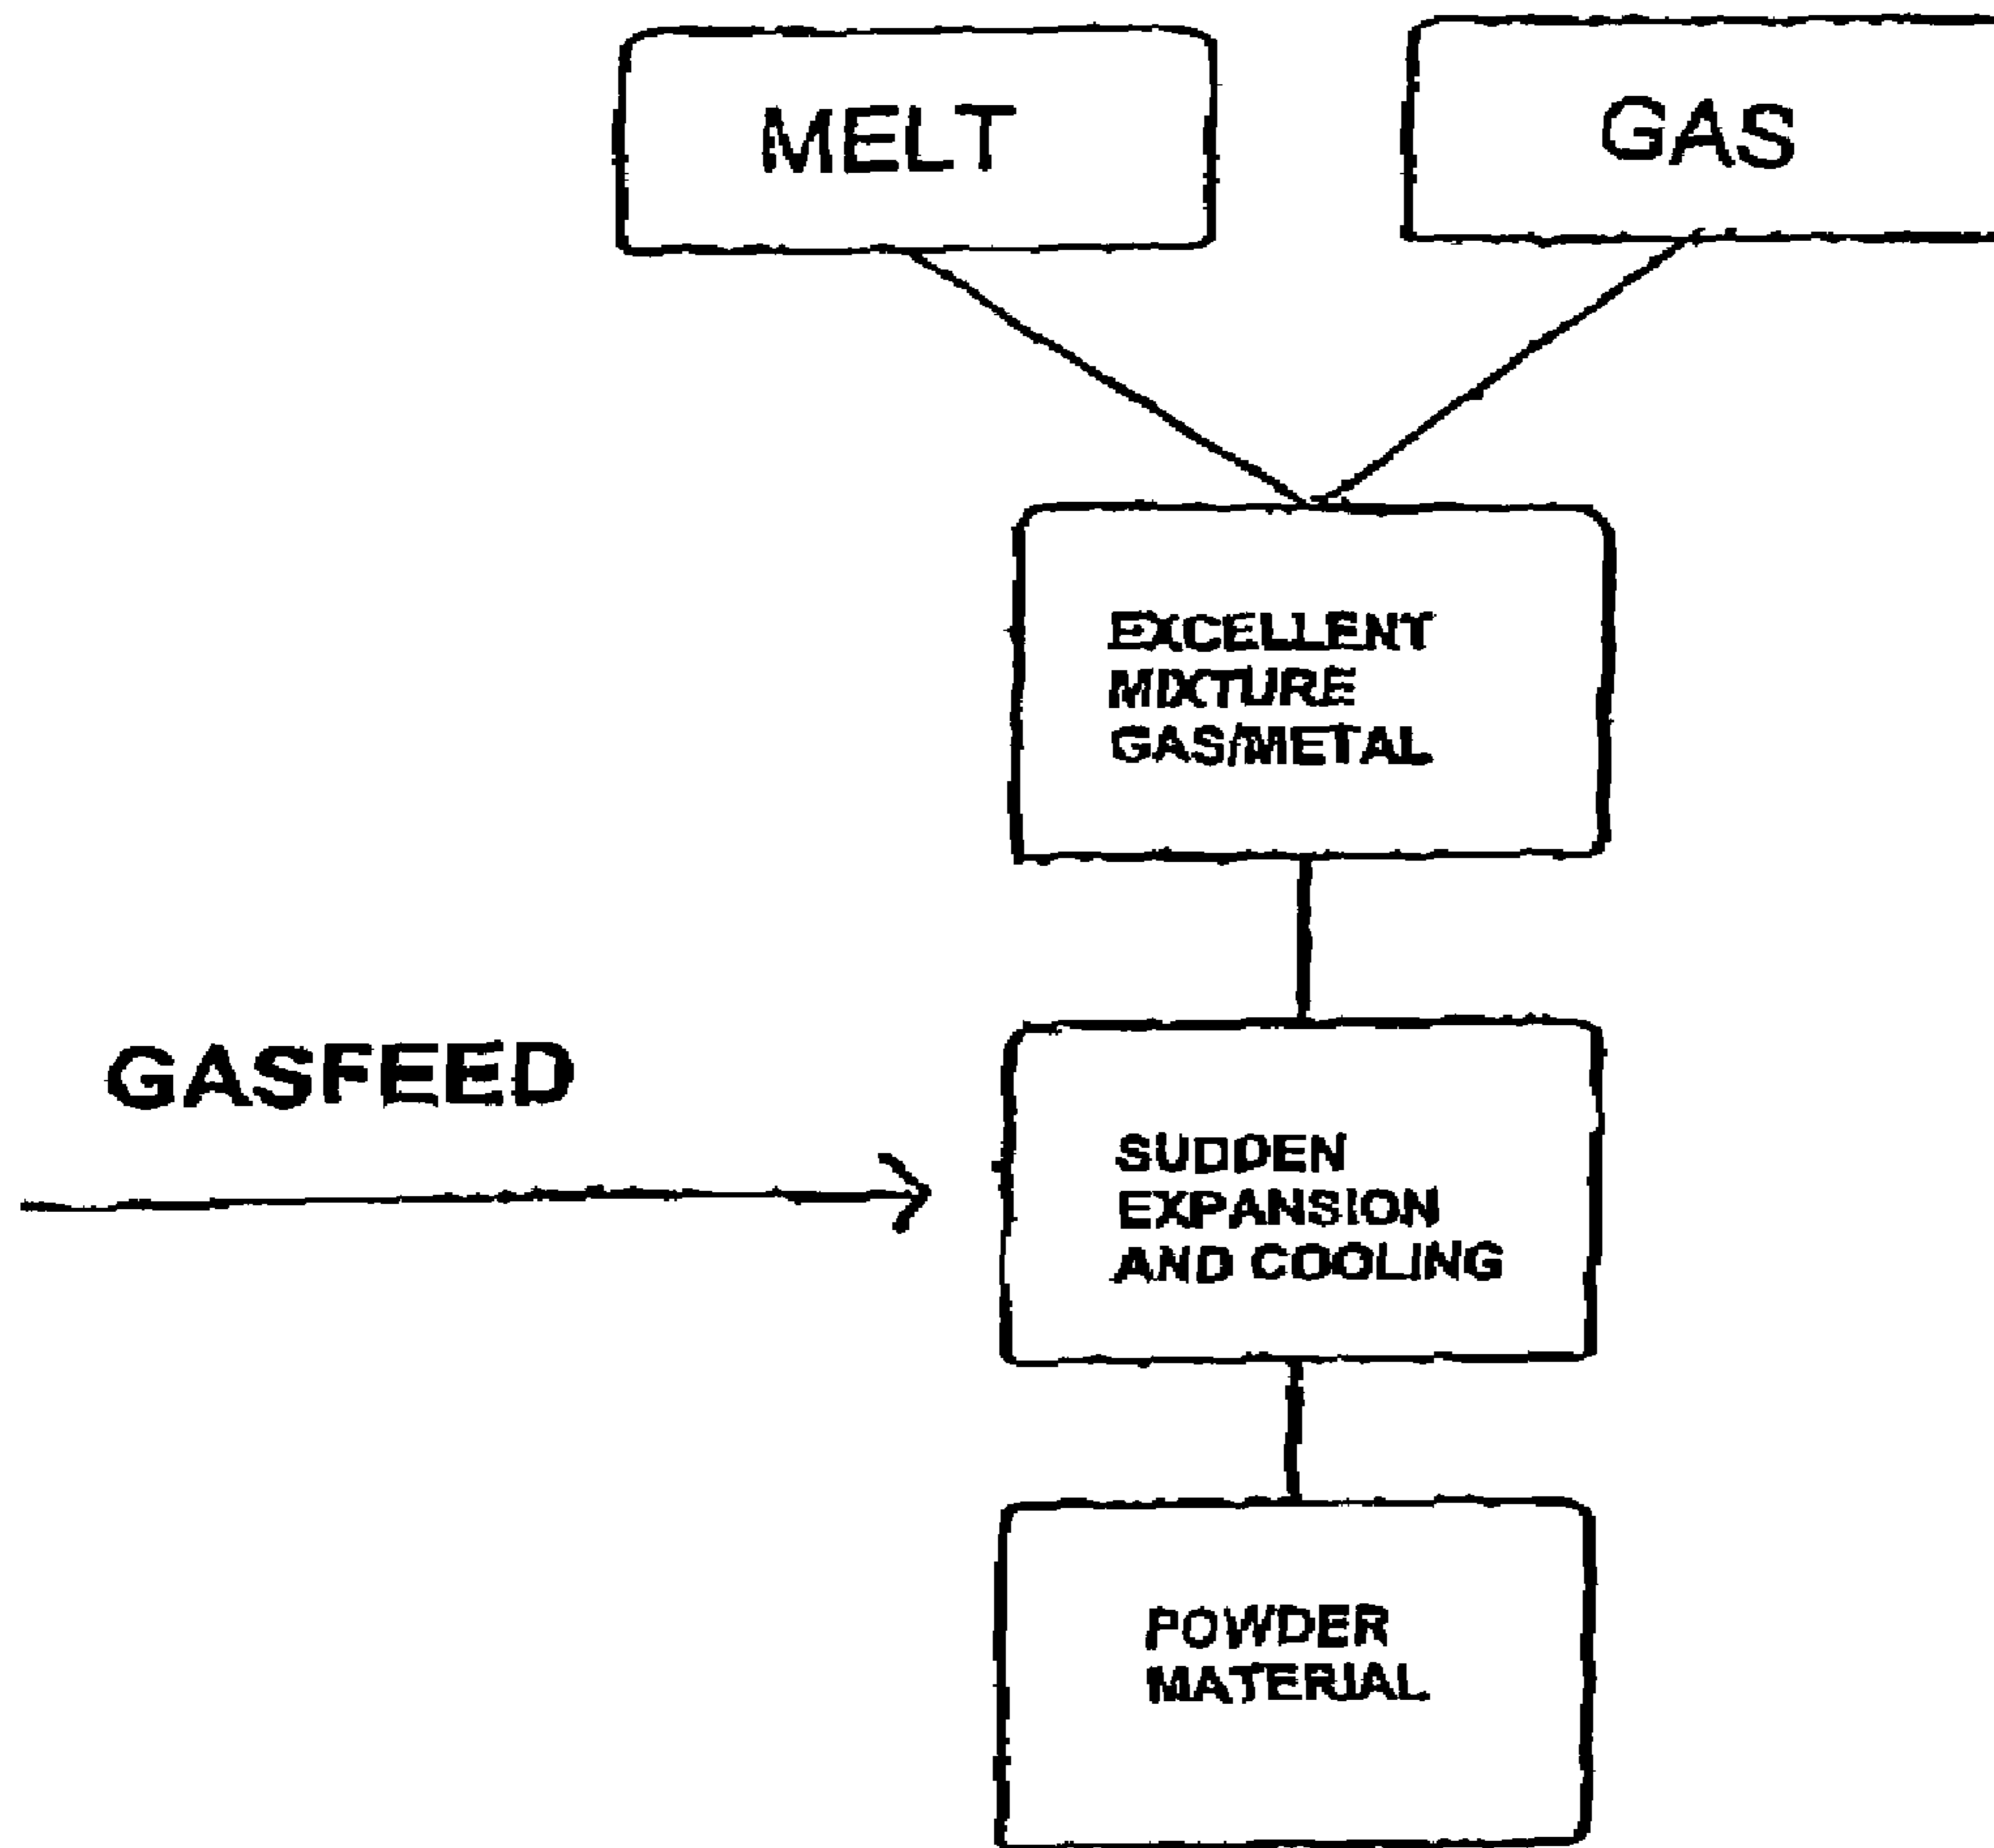 MELT
GAS
EXCELLENT
MIXTURE
GAS/METAL
GASFEED
SUDDEN
EXPANSION
AND COOLING
POWDER
MATERIAL